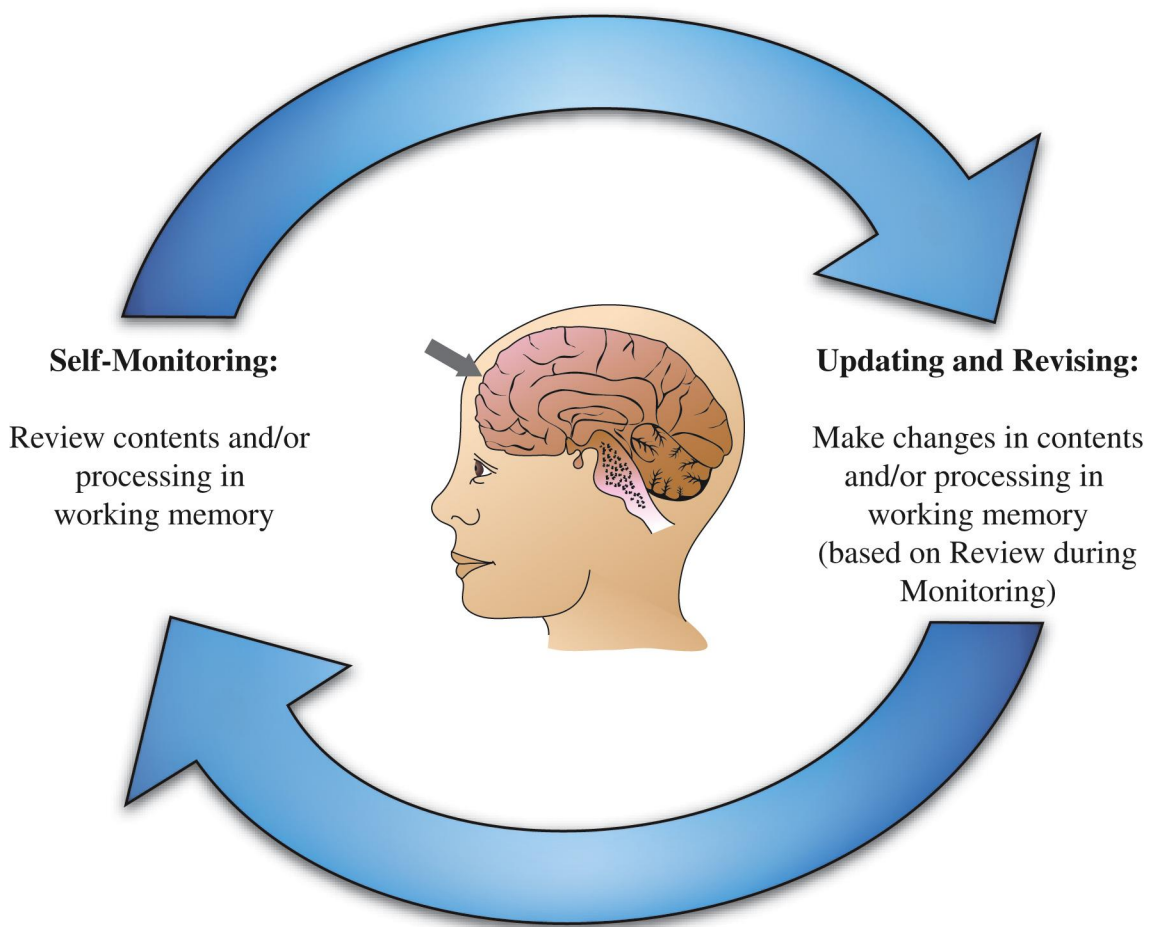 Self-Monitoring:
Review contents and/or
processing in
working memory
Updating and Revising:
Make changes in contents
and/or processing in
working memory
(based on Review during
Monitoring)